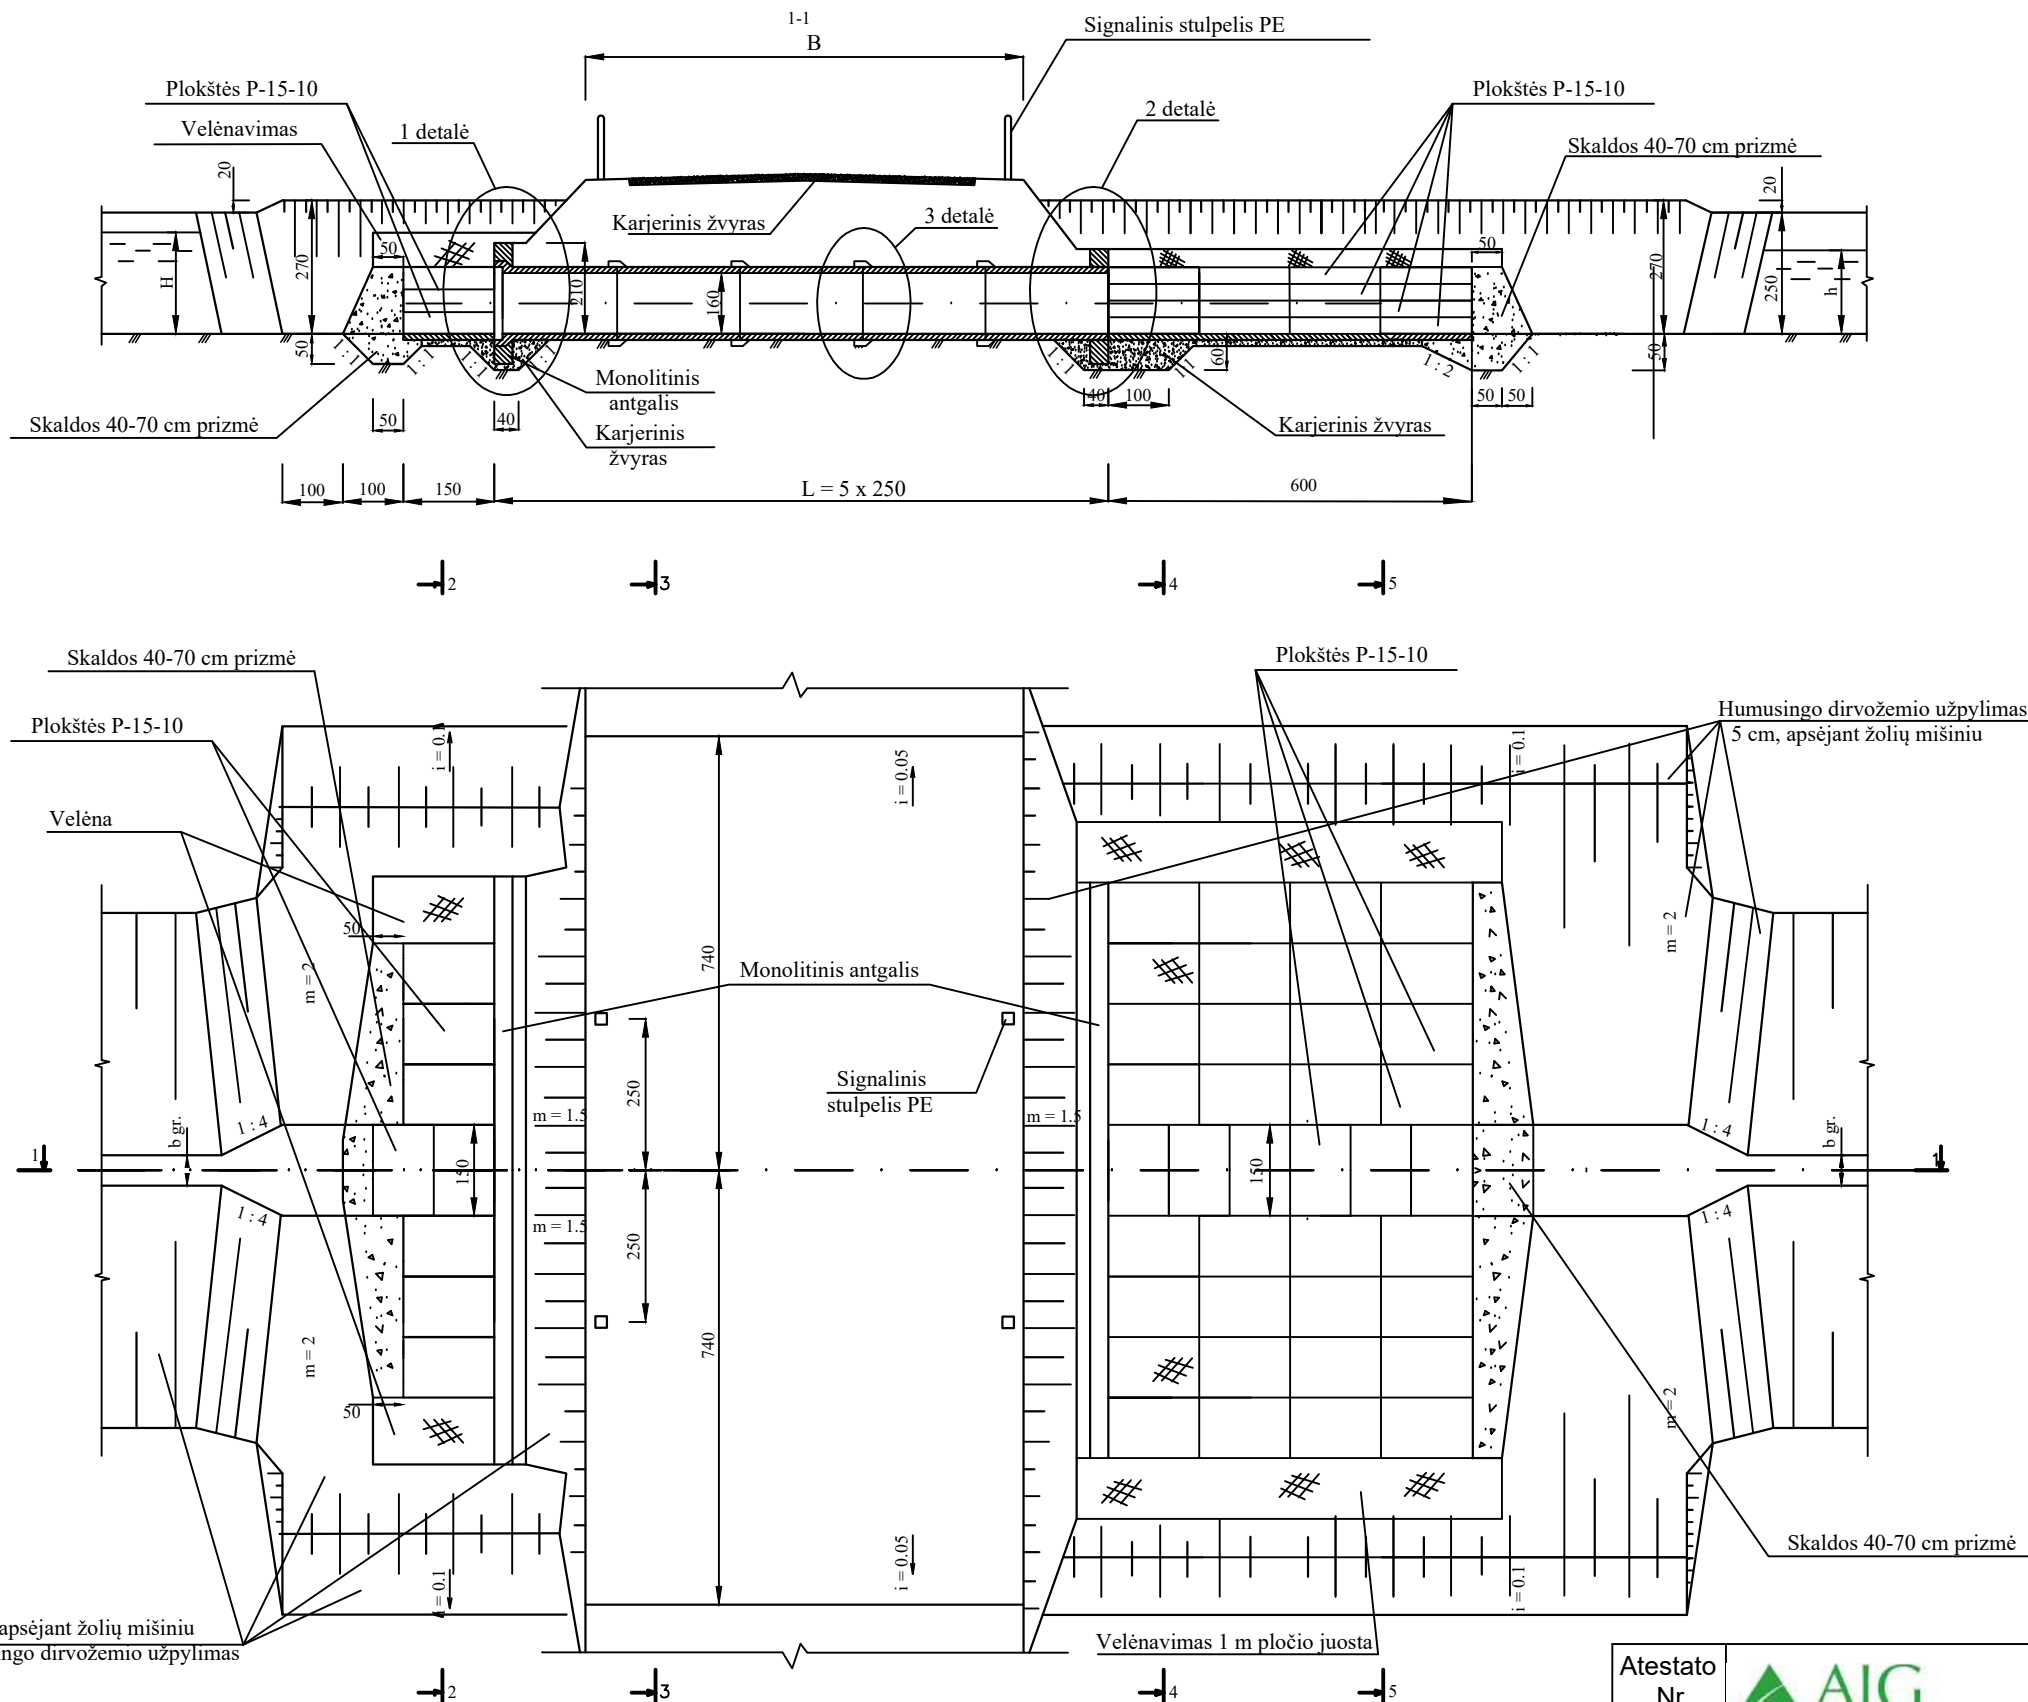 1-1
B
Signalinis stulpelis PE
Plokštės P-15-10
Velėnavimas
1 detalė
2 detalė
Plokštės P-15-10
Skaldos 40-70 cm prizmė
20
20
Karjerinis žvyras
3 detalė
50
50
H
270
210
160
270
250
h
50
1:1
1:1
1:1
1:1
1:1
1:1
60
1 : 2
1:1
50
Monolitinis
antgalis
Skaldos 40-70 cm prizmė
50
40
Karjerinis
žvyras
40
100
Karjerinis žvyras
50
50
100
100
150
L = 5 x 250
600
2
3
4
5
Skaldos 40-70 cm prizmė
Plokštės P-15-10
Plokštės P-15-10
Humusingo dirvožemio užpylimas
5 cm, apsėjant žolių mišiniu
i = 0.1
i = 0.05
i = 0.1
Velėna
50
m = 2
740
m = 2
Monolitinis antgalis
250
Signalinis
stulpelis PE
m = 1.5
m = 1.5
1 : 4
1 : 4
b gr.
b gr.
1
150
150
1
1 : 4
1 : 4
m = 1.5
250
740
m = 2
m = 2
50
i = 0.1
i = 0.05
i = 0.1
Skaldos 40-70 cm prizmė
apsėjant žolių mišiniu
ngo dirvožemio užpylimas
Velėnavimas 1 m pločio juosta
2
3
4
5
Atestato
Nr
AIG